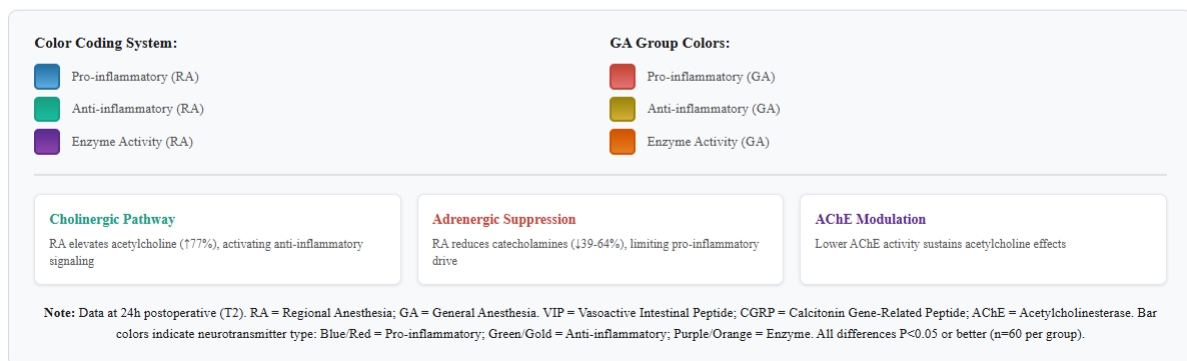 Color Coding System:
Pro-inflammatory (RA)
Anti-inflammatory (RA)
Enzyme Activity (RA)
GA Group Colors:
Pro-inflammatory (GA)
Anti-inflammatory (GA)
Enzyme Activity (GA)
Cholinergic Pathway
RA elevates acetylcholine (↑77%), activating anti-inflammatory
signaling
Adrenergic Suppression
RA reduces catecholamines (↓39-64%), limiting pro-inflammatory
drive
AChE Modulation
Lower AChE activity sustains acetylcholine effects
Note: Data at 24h postoperative (T2). RA = Regional Anesthesia; GA = General Anesthesia. VIP = Vasoactive Intestinal Peptide; CGRP = Calcitonin Gene-Related Peptide; AChE = Acetylcholinesterase. Bar
colors indicate neurotransmitter type: Blue/Red = Pro-inflammatory; Green/Gold = Anti-inflammatory; Purple/Orange = Enzyme. All differences P<0.05 or better (n=60 per group).